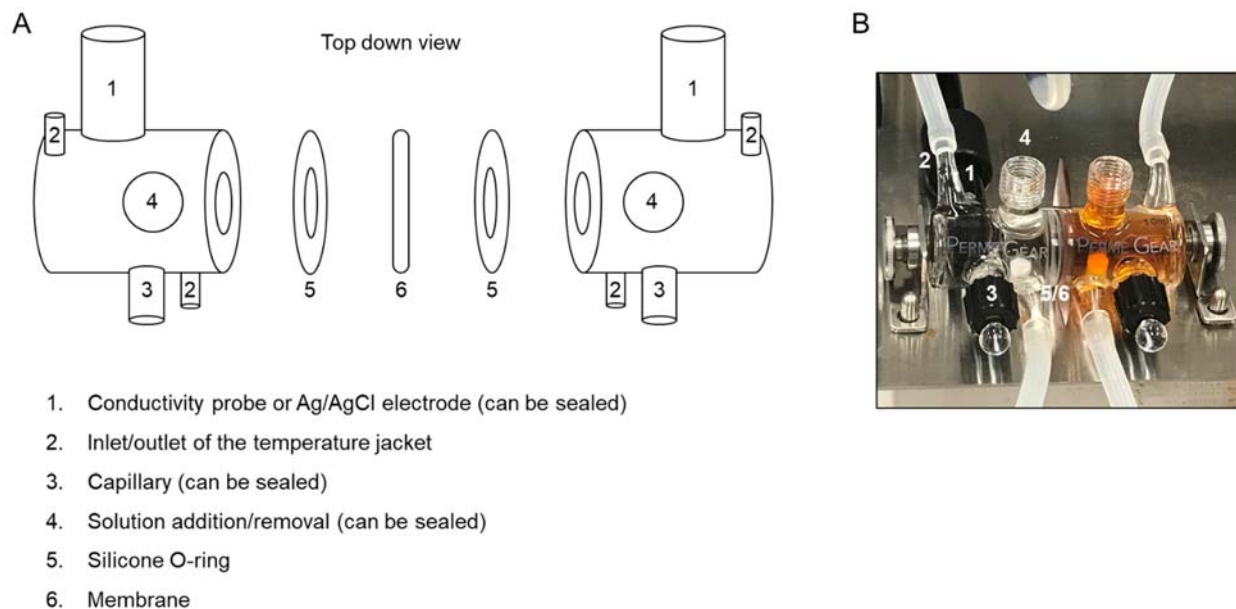 A
B
Top down view
1
1
2
2
4
4
3
2
5
6
5
2
3
1. Conductivity probe or Ag/AgCl electrode (can be sealed)
2. Inlet/outlet of the temperature jacket
3. Capillary (can be sealed)
4. Solution addition/removal (can be sealed)
5. Silicone O-ring
6. Membrane
4
2
1
PERMEGEAR
PERMEGEAR
3
5/6